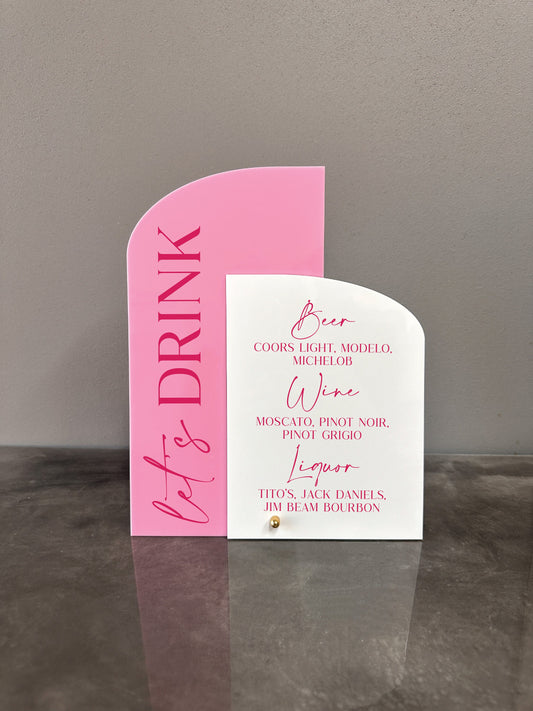 let's DRINK
Beer
COORS LIGHT, MODELO,
MICHELOB
Wine
MOSCATO, PINOT NOIR,
PINOT GRIGIO
Liquor
TITO'S, JACK DANIELS,
JIM BEAM BOURBON